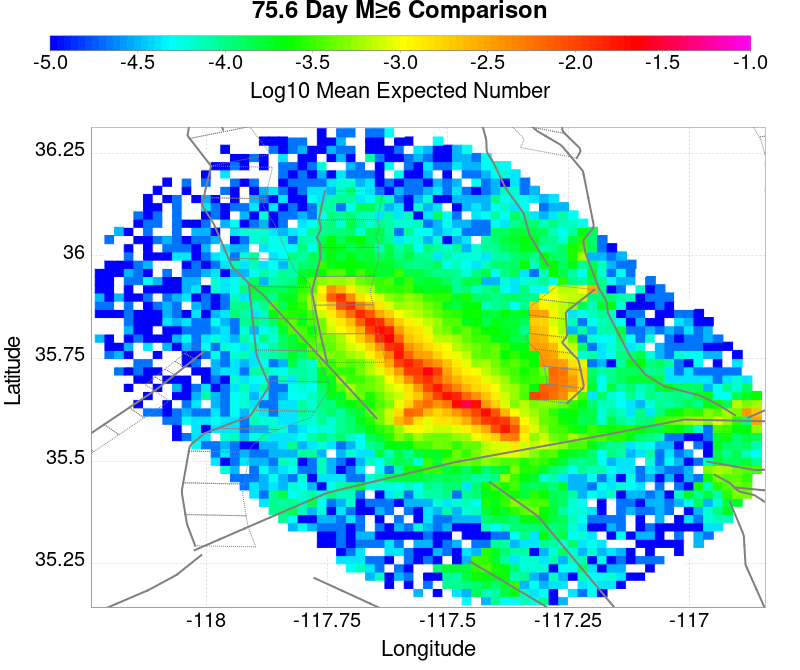 75.6 Day M≥6 Comparison
-5.0 -4.5 -4.0 -3.5 -3.0 -2.5 -2.0 -1.5 -1.0
Log10 Mean Expected Number
36.25
36
35.75
35.5
35.25
Latitude
-118 -117.75 -117.5 -117.25 -117
Longitude